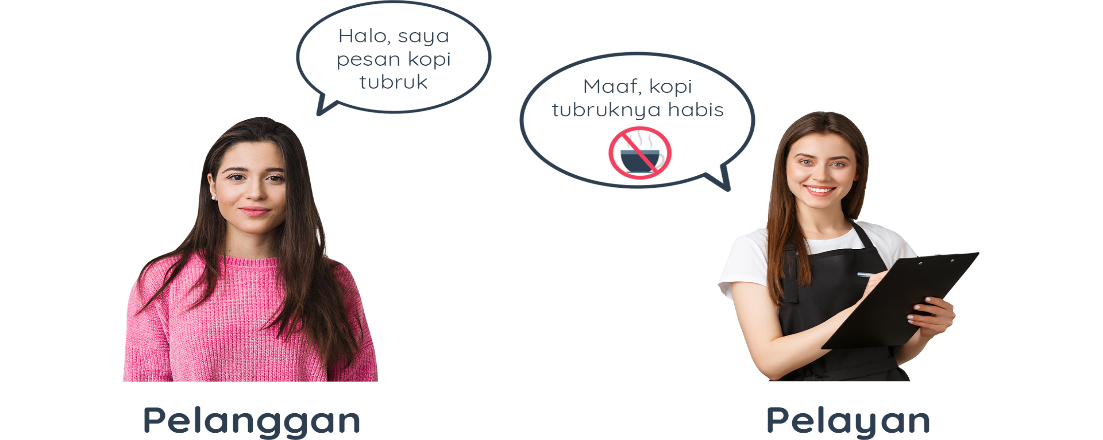 Halo, saya
pesan kopi
tubruk
Maaf, kopi
tubruknya habis
Pelanggan
Pelayan